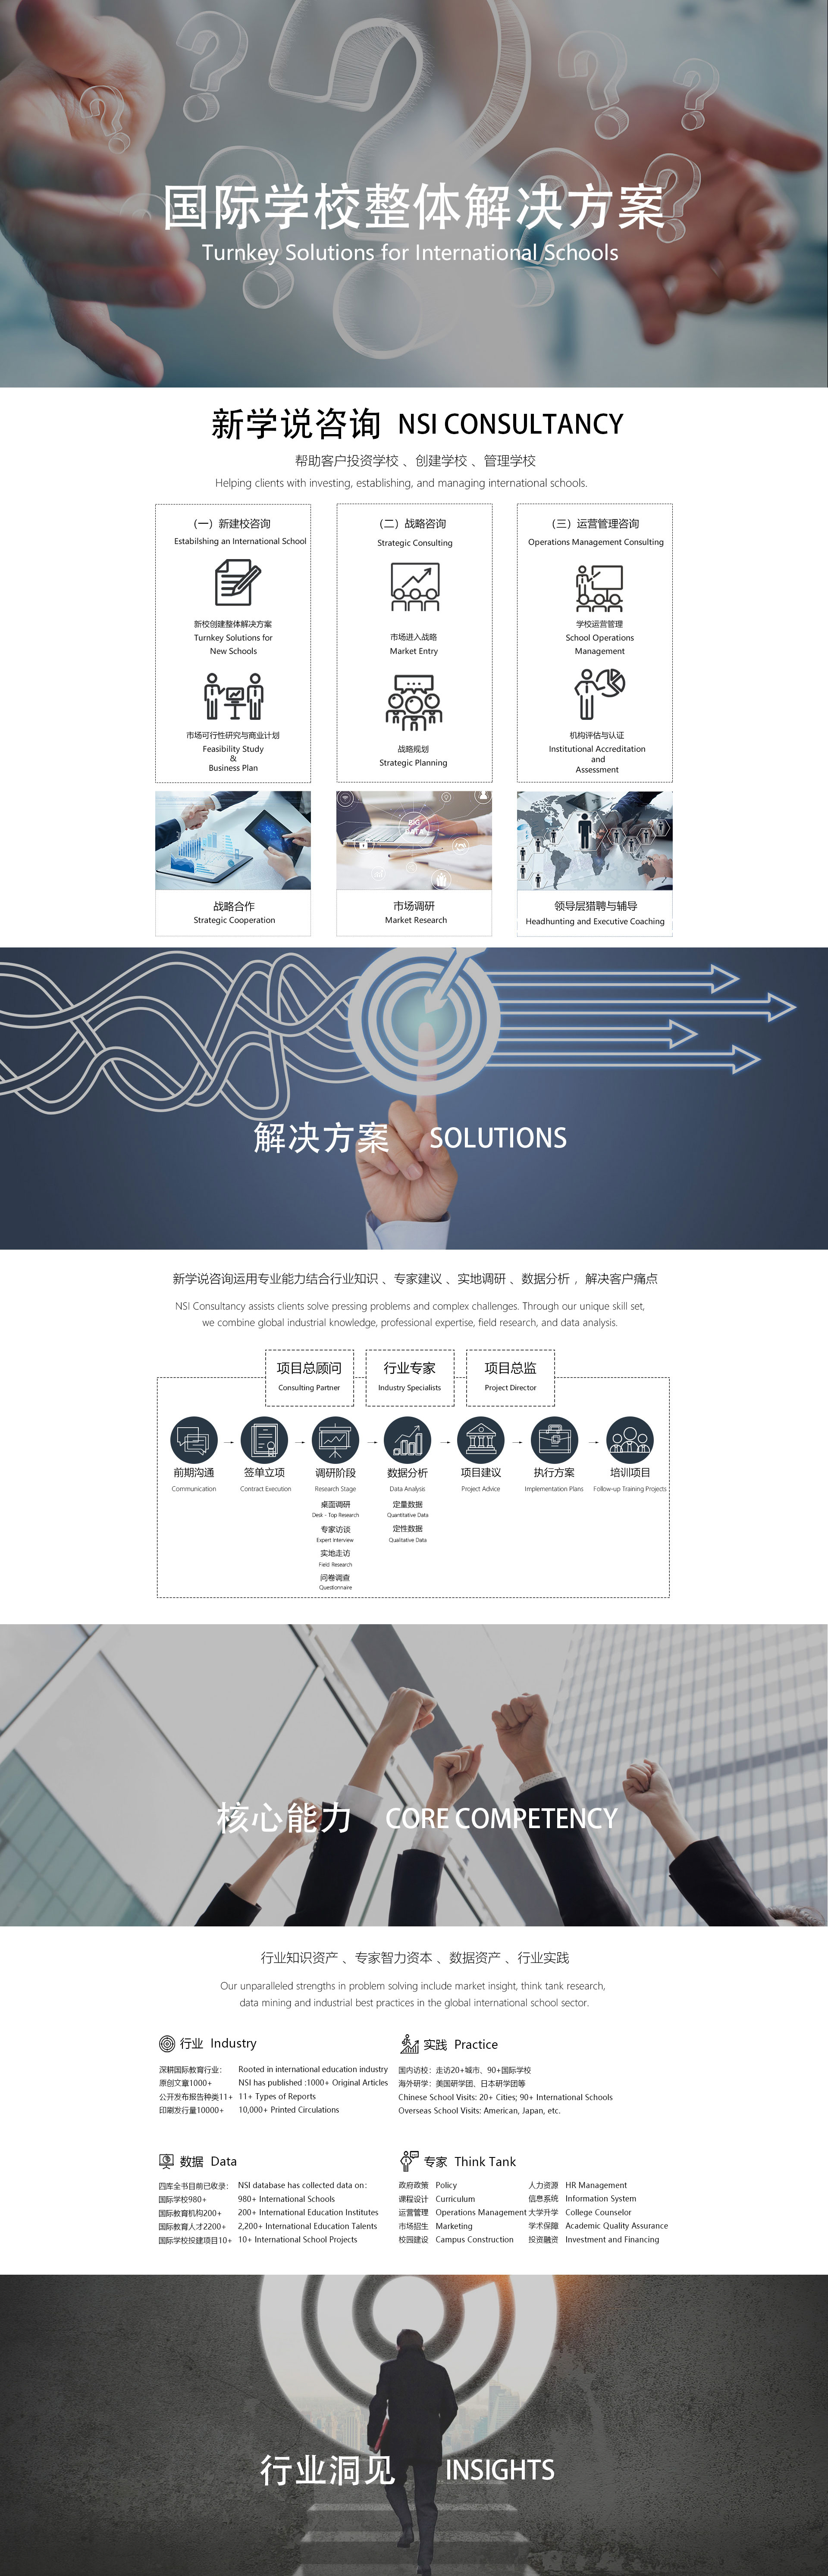 国际学校整体解决方案
Turnkey Solutions for International Schools
新学说咨询 NSI CONSULTANCY
帮助客户投资学校 、创建学校 、管理学校
Helping clients with investing, establishing, and managing international schools.
(一) 新建校咨询
Estabilshing an International School
新校创建整体解决方案
Turnkey Solutions for
New Schools
市场可行性研究与商业计划
Feasibility Study
&
Business Plan
(二) 战略咨询
Strategic Consulting
市场进入战略
Market Entry
战略规划
Strategic Planning
(三) 运营管理咨询
Operations Management Consulting
学校运营管理
School Operations
Management
机构评估与认证
Institutional Accreditation
and
Assessment
战略合作
Strategic Cooperation
市场调研
Market Research
领导层猎聘与辅导
Headhunting and Executive Coaching
解决方案 SOLUTIONS
新学说咨询运用专业能力结合行业知识 、专家建议 、实地调研 、数据分析 ，解决客户痛点
NSI Consultancy assists clients solve pressing problems and complex challenges. Through our unique skill set,
we combine global industrial knowledge, professional expertise, field research, and data analysis.
项目总顾问
Consulting Partner
行业专家
Industry Specialists
项目总监
Project Director
前期沟通
Communication
签单立项
Contract Execution
调研阶段
Research Stage
桌面调研
Desk - Top Research
专家访谈
Expert Interview
实地走访
Field Research
问卷调查
Questionnaire
数据分析
Data Analysis
定量数据
Quantitative Data
定性数据
Qualitative Data
项目建议
Project Advice
执行方案
Implementation Plans
培训项目
Follow-up Training Projects
核心能力 CORE COMPETENCY
行业知识资产 、专家智力资本 、数据资产 、行业实践
Our unparalleled strengths in problem solving include market insight, think tank research,
data mining and industrial best practices in the global international school sector.
行业 Industry
深耕国际教育行业： Rooted in international education industry
原创文章1000+ NSI has published :1000+ Original Articles
公开发布报告种类11+ 11+ Types of Reports
印刷发行量10000+ 10,000+ Printed Circulations
实践 Practice
国内访校：走访20+城市，90+国际学校
海外研学：美国研学团，日本研学团等
Chinese School Visits: 20+ Cities; 90+ International Schools
Overseas School Visits: American, Japan, etc.
数据 Data
四库全书目前已收录： NSI database has collected data on：
国际学校980+ 980+ International Schools
国际教育机构200+ 200+ International Education Institutes
国际教育人才2200+ 2,200+ International Education Talents
国际学校投建项目10+ 10+ International School Projects
专家 Think Tank
政府政策 Policy 人力资源 HR Management
课程设计 Curriculum 信息系统 Information System
运营管理 Operations Management 大学升学 College Counselor
市场招生 Marketing 学术保障 Academic Quality Assurance
校园建设 Campus Construction 投资融资 Investment and Financing
行业洞见 INSIGHTS